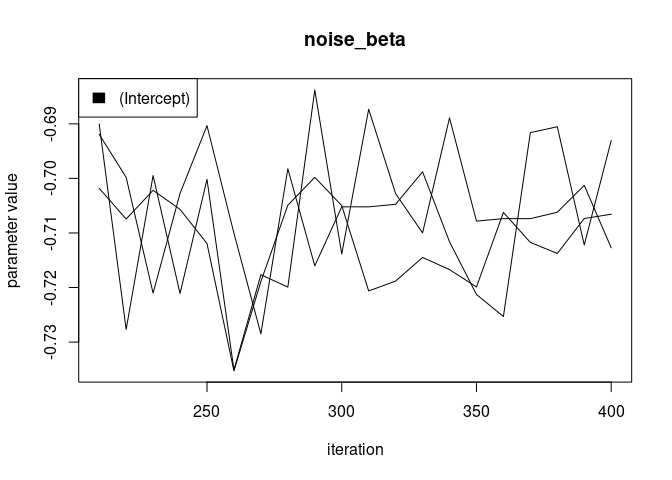 noise_beta
(Intercept)
parameter value
-0.69
-0.70
-0.71
-0.72
-0.73
250
300
350
400
iteration